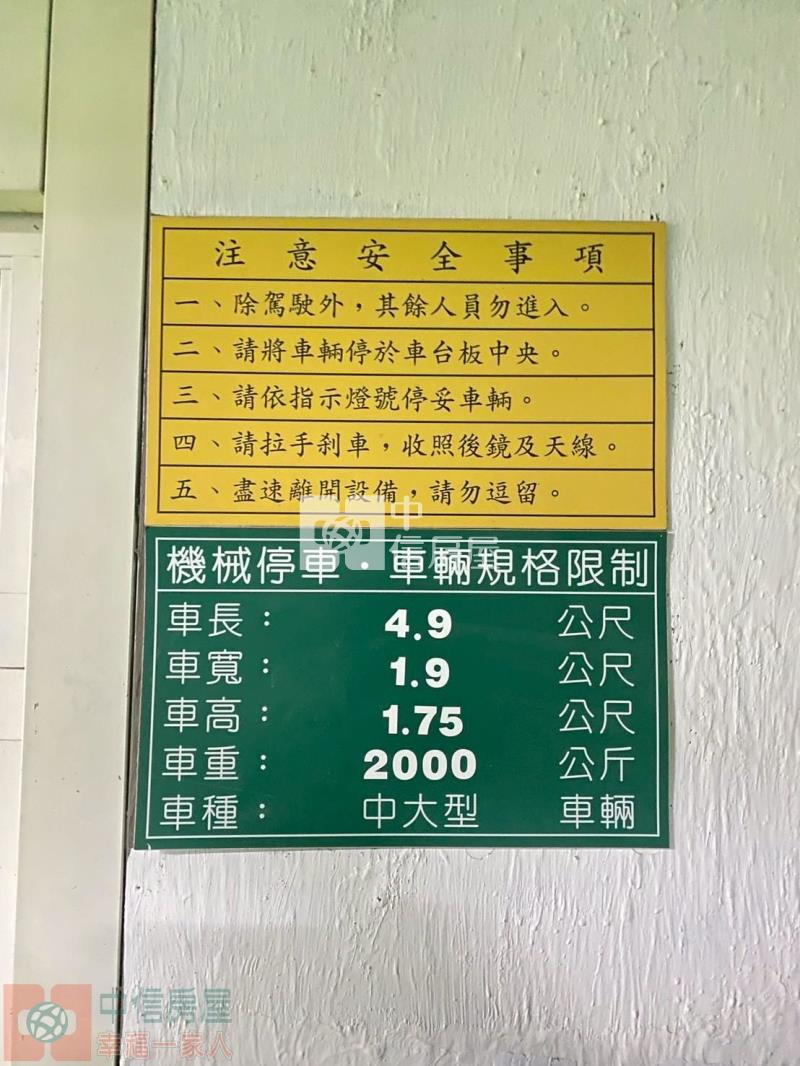 注意安全事項
一、除駕駛外，其餘人員勿進入。
二、請將車輛停於車台板中央。
三、請依指示燈號停妥車輛。
四、請拉手刹車，收照後鏡及天線。
五、盡速離開設備，請勿逗留。
中信房屋
機械停車．車輛規格限制
車長： 4.9 公尺
車寬： 1.9 公尺
車高： 1.75 公尺
車重： 2000 公斤
車種： 中大型 車輛
中信房屋
幸福一家人